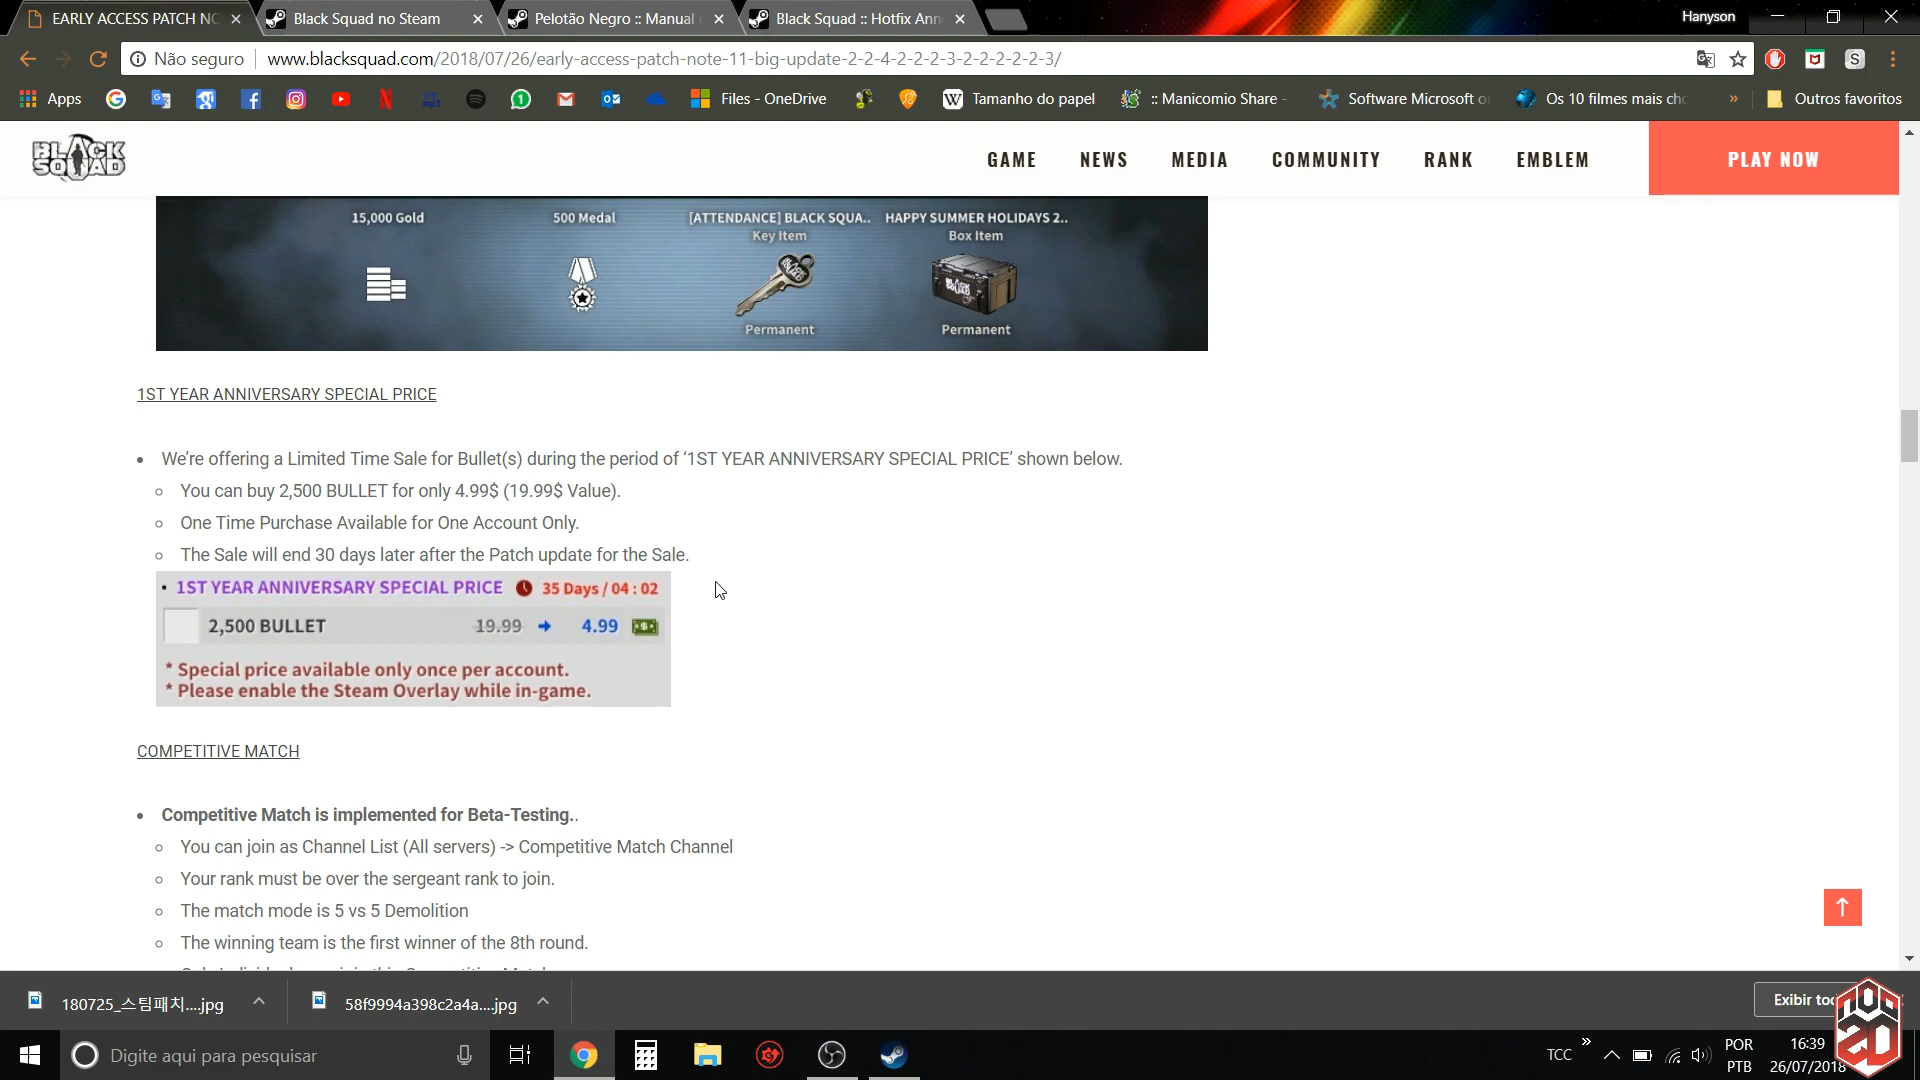 EARLY ACCESS PATCH NO
Black Squad no Steam
Pelotão Negro :: Manual
Black Squad :: Hotfix Ann
Hanyson
Não seguro
www.blacksquad.com/2018/07/26/early-access-patch-note-11-big-update-2-2-4-2-2-2-3-2-2-2-2-2-3/
Apps
mp3
Files - OneDrive
Tamanho do papel
:: Manicomio Share -
Software Microsoft o
Os 10 filmes mais ch
»
Outros favoritos
BLACK SQUAD
GAME
NEWS
MEDIA
COMMUNITY
RANK
EMBLEM
PLAY NOW
15,000 Gold
500 Medal
[ATTENDANCE] BLACK SQUA..
HAPPY SUMMER HOLIDAYS 2..
Key Item
Box Item
Permanent
Permanent
1ST YEAR ANNIVERSARY SPECIAL PRICE
We’re offering a Limited Time Sale for Bullet(s) during the period of ‘1ST YEAR ANNIVERSARY SPECIAL PRICE’ shown below.
You can buy 2,500 BULLET for only 4.99$ (19.99$ Value).
One Time Purchase Available for One Account Only.
The Sale will end 30 days later after the Patch update for the Sale.
1ST YEAR ANNIVERSARY SPECIAL PRICE 35 Days / 04 : 02
2,500 BULLET 19.99 4.99
* Special price available only once per account.
* Please enable the Steam Overlay while in-game.
COMPETITIVE MATCH
Competitive Match is implemented for Beta-Testing..
You can join as Channel List (All servers) -> Competitive Match Channel
Your rank must be over the sergeant rank to join.
The match mode is 5 vs 5 Demolition
The winning team is the first winner of the 8th round.
180725_스팀패치....jpg
58f9994a398c2a4a....jpg
Exibir to
Digite aqui para pesquisar
TCC
»
POR
PTB
16:39
26/07/2018